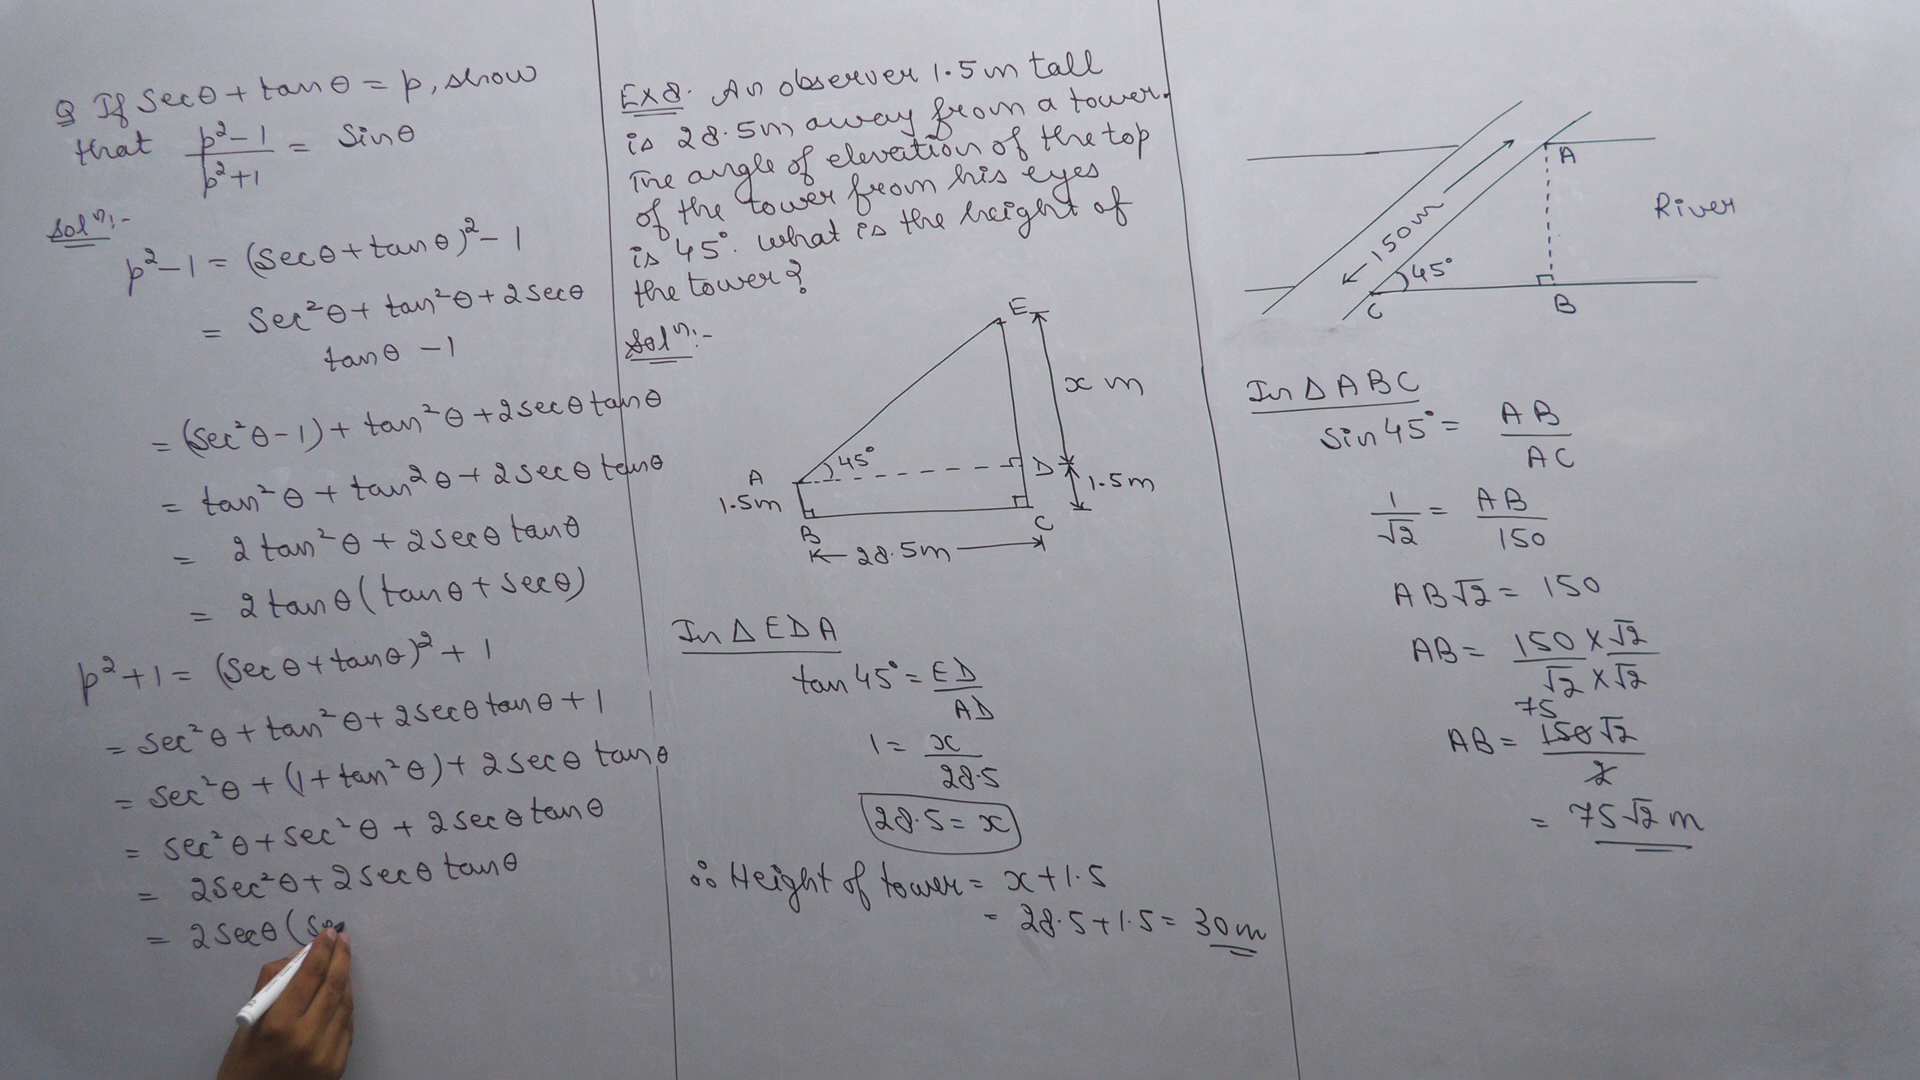 Q If Secθ + tanθ = p, show
that p²-1/p²+1 = Sinθ
Solⁿ:-
p²-1 = (Secθ + tanθ)² - 1
= Sec²θ + tan²θ + 2Secθ
tanθ - 1
= (Sec²θ-1) + tan²θ + 2Secθ tanθ
= tan²θ + tan²θ + 2Secθ tanθ
= 2tan²θ + 2Secθ tanθ
= 2tanθ(tanθ + Secθ)
p²+1 = (Secθ + tanθ)² + 1
= Sec²θ + tan²θ + 2Secθ tanθ + 1
= Sec²θ + (1 + tan²θ) + 2Secθ tanθ
= Sec²θ + Sec²θ + 2Secθ tanθ
= 2Sec²θ + 2Secθ tanθ
= 2Secθ (Se
Ex8. An observer 1.5m tall
is 28.5m away from a tower.
The angle of elevation of the top
of the tower from his eyes
is 45°. What is the height of
the tower?
Solⁿ:-
E
x m
45°
A
D
1.5m
1.5m
B
C
28.5m
In Δ EDA
tan 45° = ED/AD
1 = x/28.5
28.5 = x
∴ Height of tower = x + 1.5
= 28.5 + 1.5 = 30m
A
150m
River
45°
C
B
In Δ ABC
Sin 45° = AB/AC
1/√2 = AB/150
AB√2 = 150
AB = 150 × √2/√2 × √2
75
AB = 150√2/2
= 75√2 m